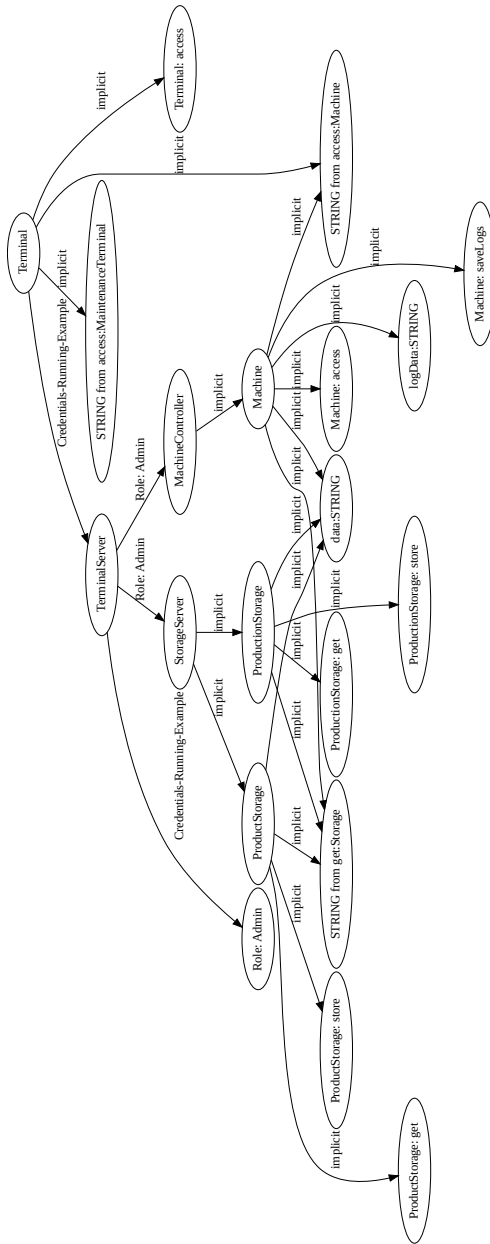 Terminal
Terminal: access
implicit
STRING from access:MaintenanceTerminal
implicit
STRING from access:Machine
implicit
Credentials-Running-Example
TerminalServer
Role: Admin
MachineController
Role: Admin
StorageServer
Credentials-Running-Example
Role: Admin
implicit
Machine
implicit
ProductionStorage
implicit
ProductStorage
implicit
implicit
Machine: saveLogs
implicit
logData:STRING
implicit
Machine: access
implicit
data:STRING
implicit
implicit
implicit
ProductionStorage: store
implicit
ProductionStorage: get
implicit
implicit
STRING from get:Storage
implicit
implicit
ProductStorage: store
implicit
ProductStorage: get